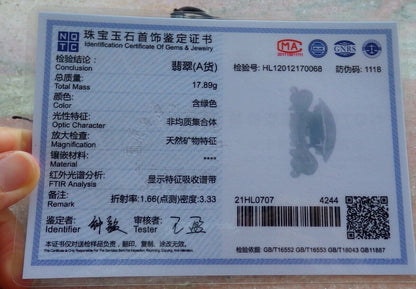 NGTC
珠宝玉石首饰鉴定证书
Identification Certificate Of Gems & Jewelry
MA
检验结论:
Conclusion
翡翠(A货)
检验号: HL12012170068
防伪码: 1118
总质量:
Total Mass
17.89g
颜色:
Color
含绿色
光性特征:
Optic Character
非均质集合体
放大检查:
Magnification
天然矿物特征
镶嵌材料:
Material
****
红外光谱分析:
FTIR Analysis
显示特征吸收谱带
备注:
Remark
折射率:1.66(点测)密度:3.33
21HL0707
4244
鉴定者:
Identifier
审核者:
Tester
本证书仅对送检样品负责、翻印、复制、涂改无效。
检验依据: GB/T16552 GB/T16553 GB/T18043 GB11887